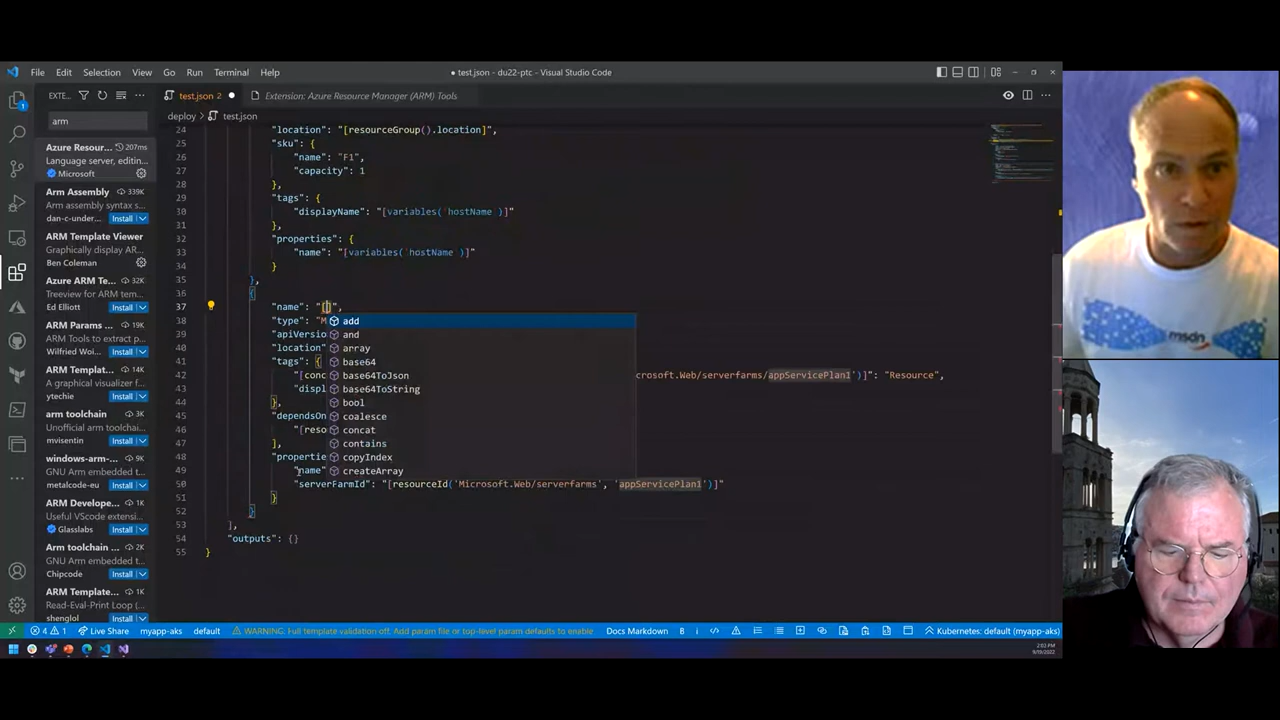 File Edit Selection View Go Run Terminal Help
● test.json - du22-ptc - Visual Studio Code
EXTE...
test.json 2 ●
Extension: Azure Resource Manager (ARM) Tools
deploy > test.json
arm
Azure Resour... 207ms
Language server, editin...
Microsoft
Arm Assembly 339K
Arm assembly syntax s...
dan-c-under... Install
ARM Template Viewer
Graphically display AR...
Ben Coleman
Azure ARM Te... 32K
Treeview for ARM tem...
Ed Elliott Install
ARM Params ... 19K
ARM Tools to extract p...
Wilfried Woi... Install
ARM Templat... 4K
A graphical visualizer f...
ytechie Install
arm toolchain 3K
Unofficial arm toolchain
mvisentin Install
windows-arm-...
GNU Arm embedded t...
metalcode-eu Install
ARM Develope...
Useful VScode extensi...
Glasslabs Install
Arm toolchain ... 2K
GNU Arm embedded t...
Chipcode Install
ARM Template...
Read-Eval-Print Loop (...
shenglol Install
24 "location": "[resourceGroup().location]",
25 "sku": {
26 "name": "F1",
27 "capacity": 1
28 },
29 "tags": {
30 "displayName": "[variables('hostName')]"
31 },
32 "properties": {
33 "name": "[variables('hostName')]"
34 }
35 },
36 {
37 "name": "[]",
38 "type": "M
39 "apiVersio
40 "location"
41 "tags": {
42 "[conc crosoft.Web/serverfarms/appServicePlan1')]": "Resource",
43 "displ
44 },
45 "dependsOn
46 "[reso
47 ],
48 "propertie
49 "name"
50 "serverFarmId": "[resourceId('Microsoft.Web/serverfarms', 'appServicePlan1')]"
51 }
52 }
53 ],
54 "outputs": {}
55 }
add
and
array
base64
base64ToJson
base64ToString
bool
coalesce
concat
contains
copyIndex
createArray
4 1 Live Share myapp-aks default WARNING: Full template validation off. Add param file or top-level param defaults to enable Docs Markdown B I Kubernetes: default (myapp-aks)
2:02 PM
9/19/2022
msdn